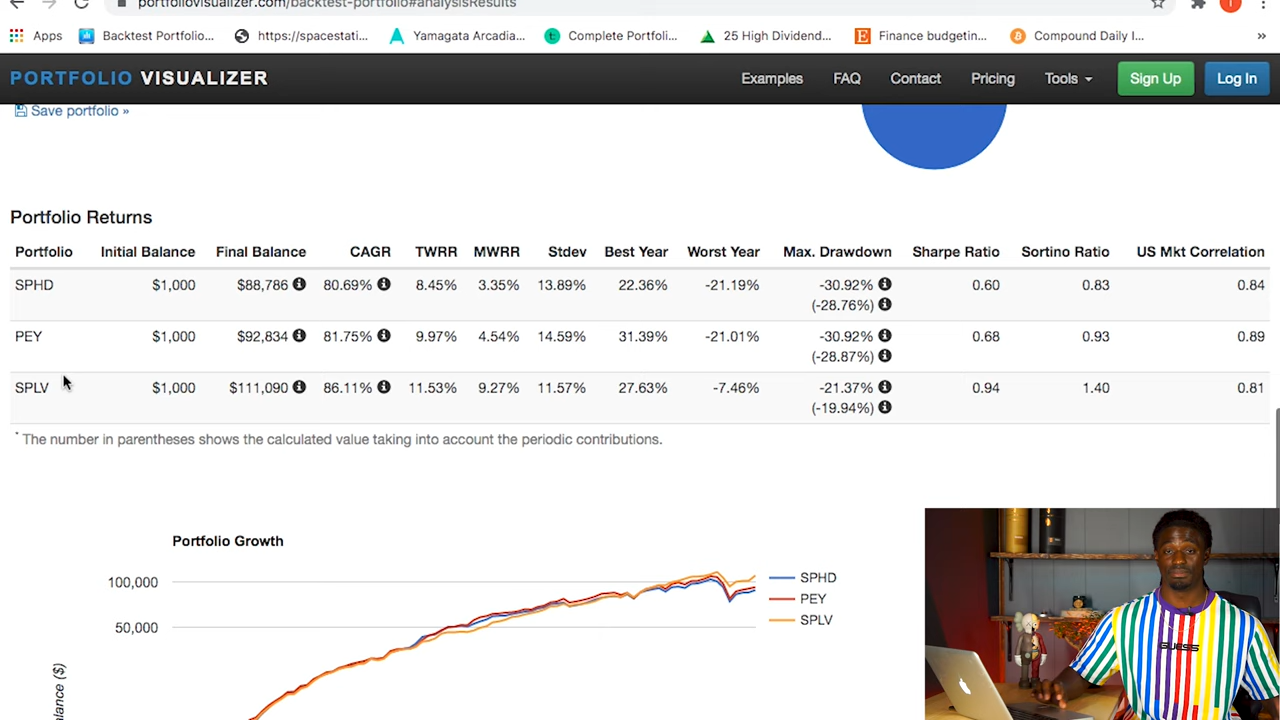 portfoliovisualizer.com/backtest-portfolio#analysisResults
Apps Backtest Portfolio... https://spacestati... Yamagata Arcadia... Complete Portfoli... 25 High Dividend... Finance budgetin... Bitcoin Compound Daily I... »
PORTFOLIO VISUALIZER Examples FAQ Contact Pricing Tools Sign Up Log In
Save portfolio »
Portfolio Returns
Portfolio Initial Balance Final Balance CAGR TWRR MWRR Stdev Best Year Worst Year Max. Drawdown Sharpe Ratio Sortino Ratio US Mkt Correlation
SPHD $1,000 $88,786 80.69% 8.45% 3.35% 13.89% 22.36% -21.19% -30.92% 0.60 0.83 0.84
(-28.76%)
PEY $1,000 $92,834 81.75% 9.97% 4.54% 14.59% 31.39% -21.01% -30.92% 0.68 0.93 0.89
(-28.87%)
SPLV $1,000 $111,090 86.11% 11.53% 9.27% 11.57% 27.63% -7.46% -21.37% 0.94 1.40 0.81
(-19.94%)
* The number in parentheses shows the calculated value taking into account the periodic contributions.
Portfolio Growth
100,000
50,000
SPHD
PEY
SPLV
GUESS